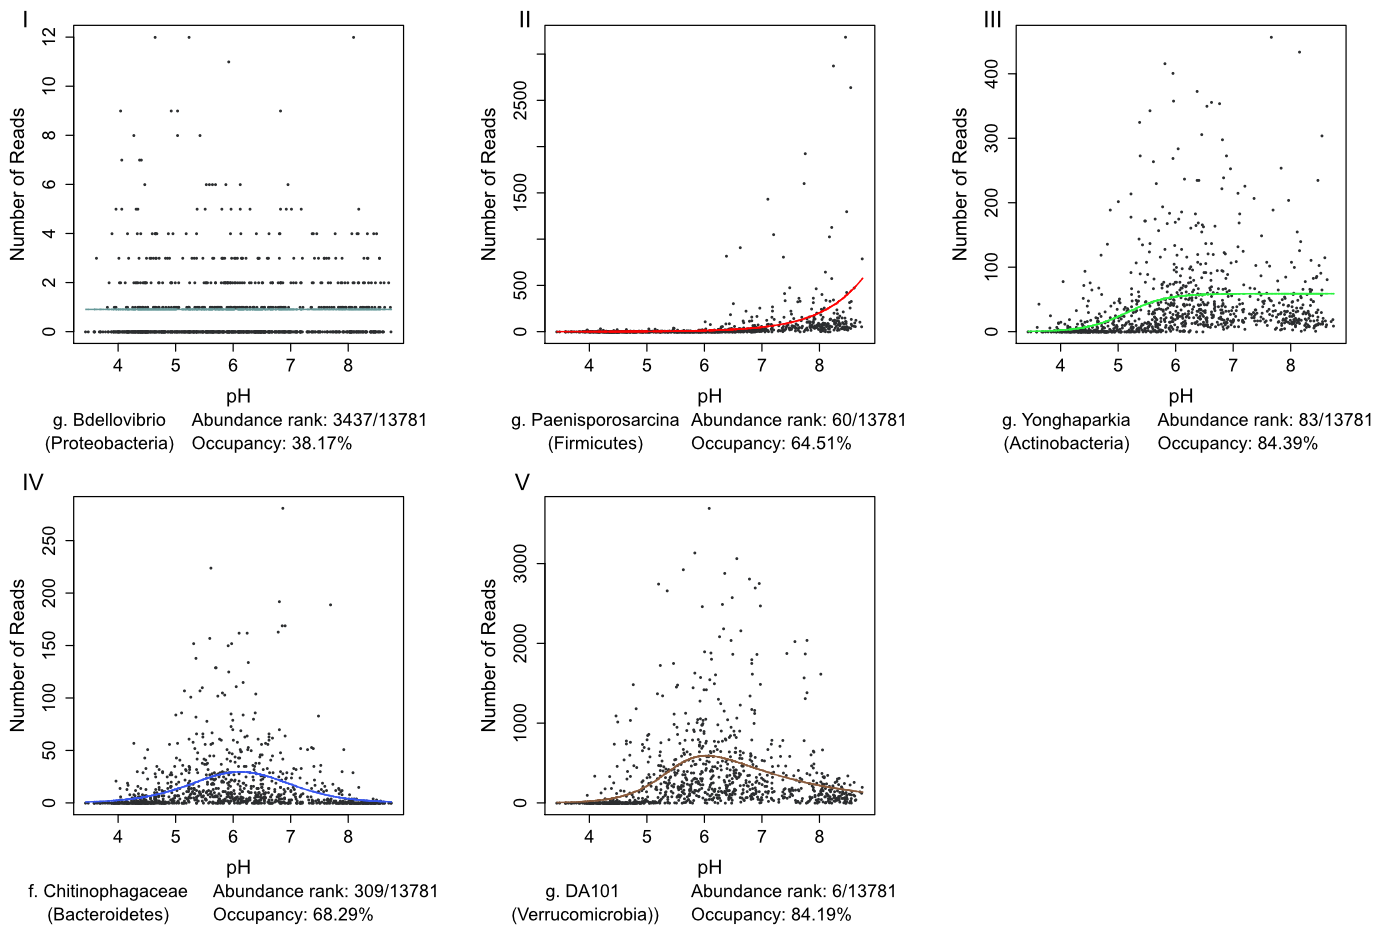 I
Number of Reads
12
10
8
6
4
2
0
4 5 6 7 8
pH
g. Bdellovibrio Abundance rank: 3437/13781
(Proteobacteria) Occupancy: 38.17%
II
Number of Reads
2500
1500
500
0
4 5 6 7 8
pH
g. Paenisporosarcina Abundance rank: 60/13781
(Firmicutes) Occupancy: 64.51%
III
Number of Reads
400
300
200
100
0
4 5 6 7 8
pH
g. Yonghaparkia Abundance rank: 83/13781
(Actinobacteria) Occupancy: 84.39%
IV
Number of Reads
250
150
100
50
0
4 5 6 7 8
pH
f. Chitinophagaceae Abundance rank: 309/13781
(Bacteroidetes) Occupancy: 68.29%
V
Number of Reads
3000
2000
1000
0
4 5 6 7 8
pH
g. DA101 Abundance rank: 6/13781
(Verrucomicrobia)) Occupancy: 84.19%